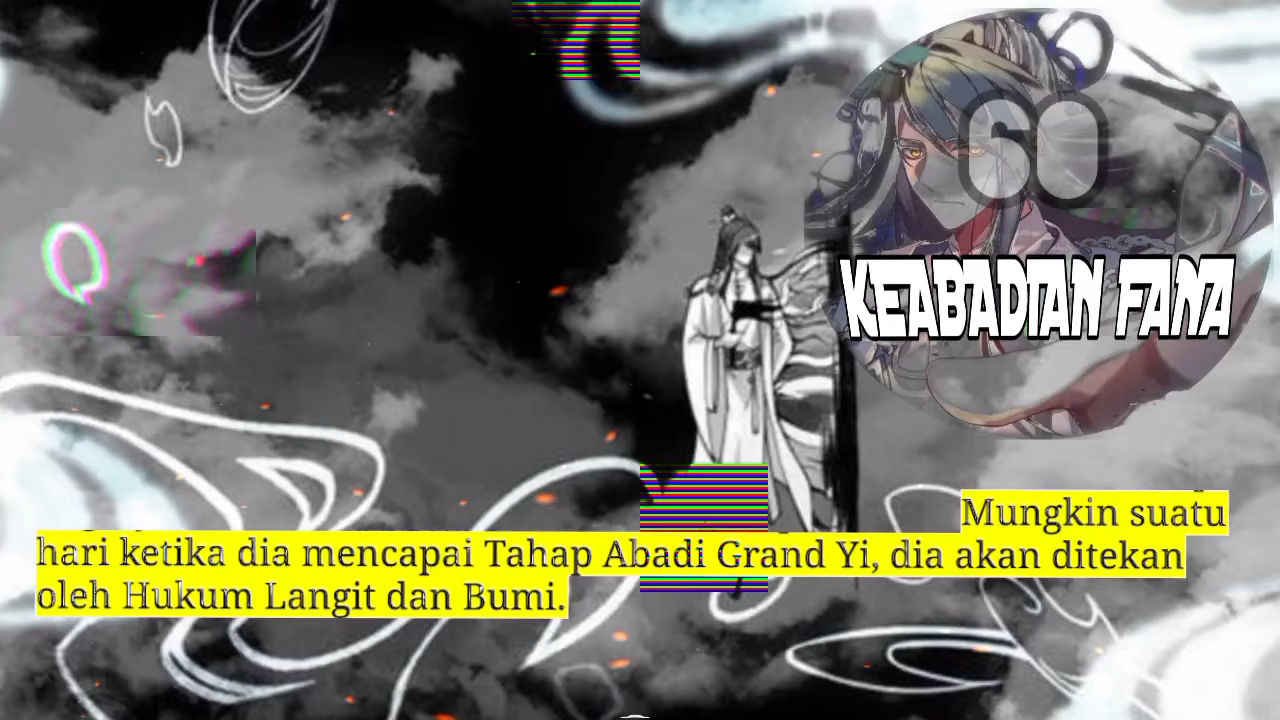 60
KEABADIAN FANA
Mungkin suatu
hari ketika dia mencapai Tahap Abadi Grand Yi, dia akan ditekan
oleh Hukum Langit dan Bumi.